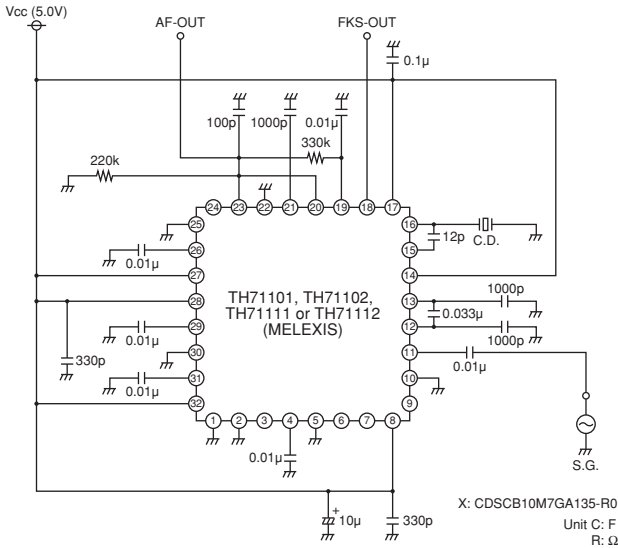 Vcc (5.0V)
AF-OUT
FKS-OUT
0.1µ
100p
1000p
0.01µ
330k
220k
24
23
22
21
20
19
18
17
25
16
12p
C.D.
26
15
0.01µ
27
14
TH71101, TH71102,
TH71111 or TH71112
(MELEXIS)
28
13
1000p
0.033µ
29
12
0.01µ
1000p
30
11
330p
0.01µ
31
10
0.01µ
32
9
1
2
3
4
5
6
7
8
0.01µ
S.G.
+
10µ
330p
X: CDSCB10M7GA135-R0
Unit C: F
R: Ω